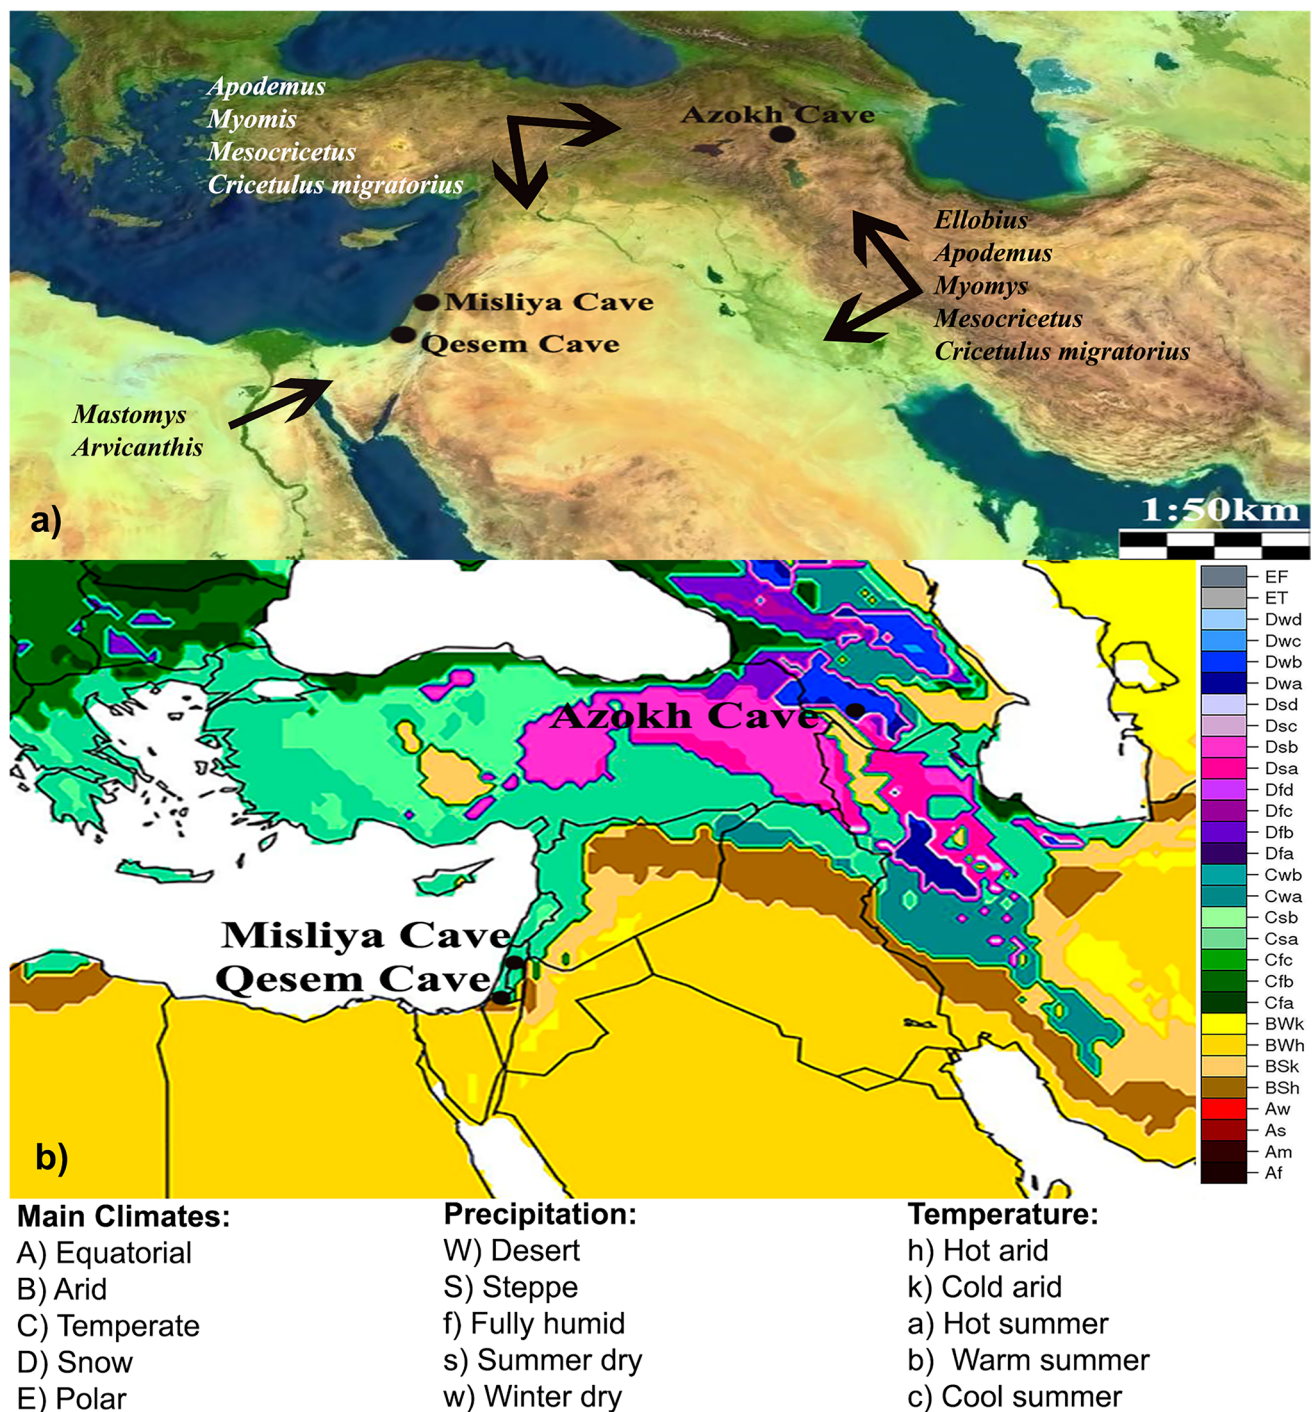 Apodemus
Myomis
Mesocricetus
Cricetulus migratorius
Azokh Cave
Ellobius
Apodemus
Myomys
Mesocricetus
Cricetulus migratorius
Misliya Cave
Qesem Cave
Mastomys
Arvicanthis
a)
1:50km
Azokh Cave
Misliya Cave
Qesem Cave
b)
EF
ET
Dwd
Dwc
Dwb
Dwa
Dsd
Dsc
Dsb
Dsa
Dfd
Dfc
Dfb
Dfa
Cwb
Cwa
Csb
Csa
Cfc
Cfb
Cfa
BWk
BWh
BSk
BSh
Aw
As
Am
Af
Main Climates:
A) Equatorial
B) Arid
C) Temperate
D) Snow
E) Polar
Precipitation:
W) Desert
S) Steppe
f) Fully humid
s) Summer dry
w) Winter dry
Temperature:
h) Hot arid
k) Cold arid
a) Hot summer
b) Warm summer
c) Cool summer